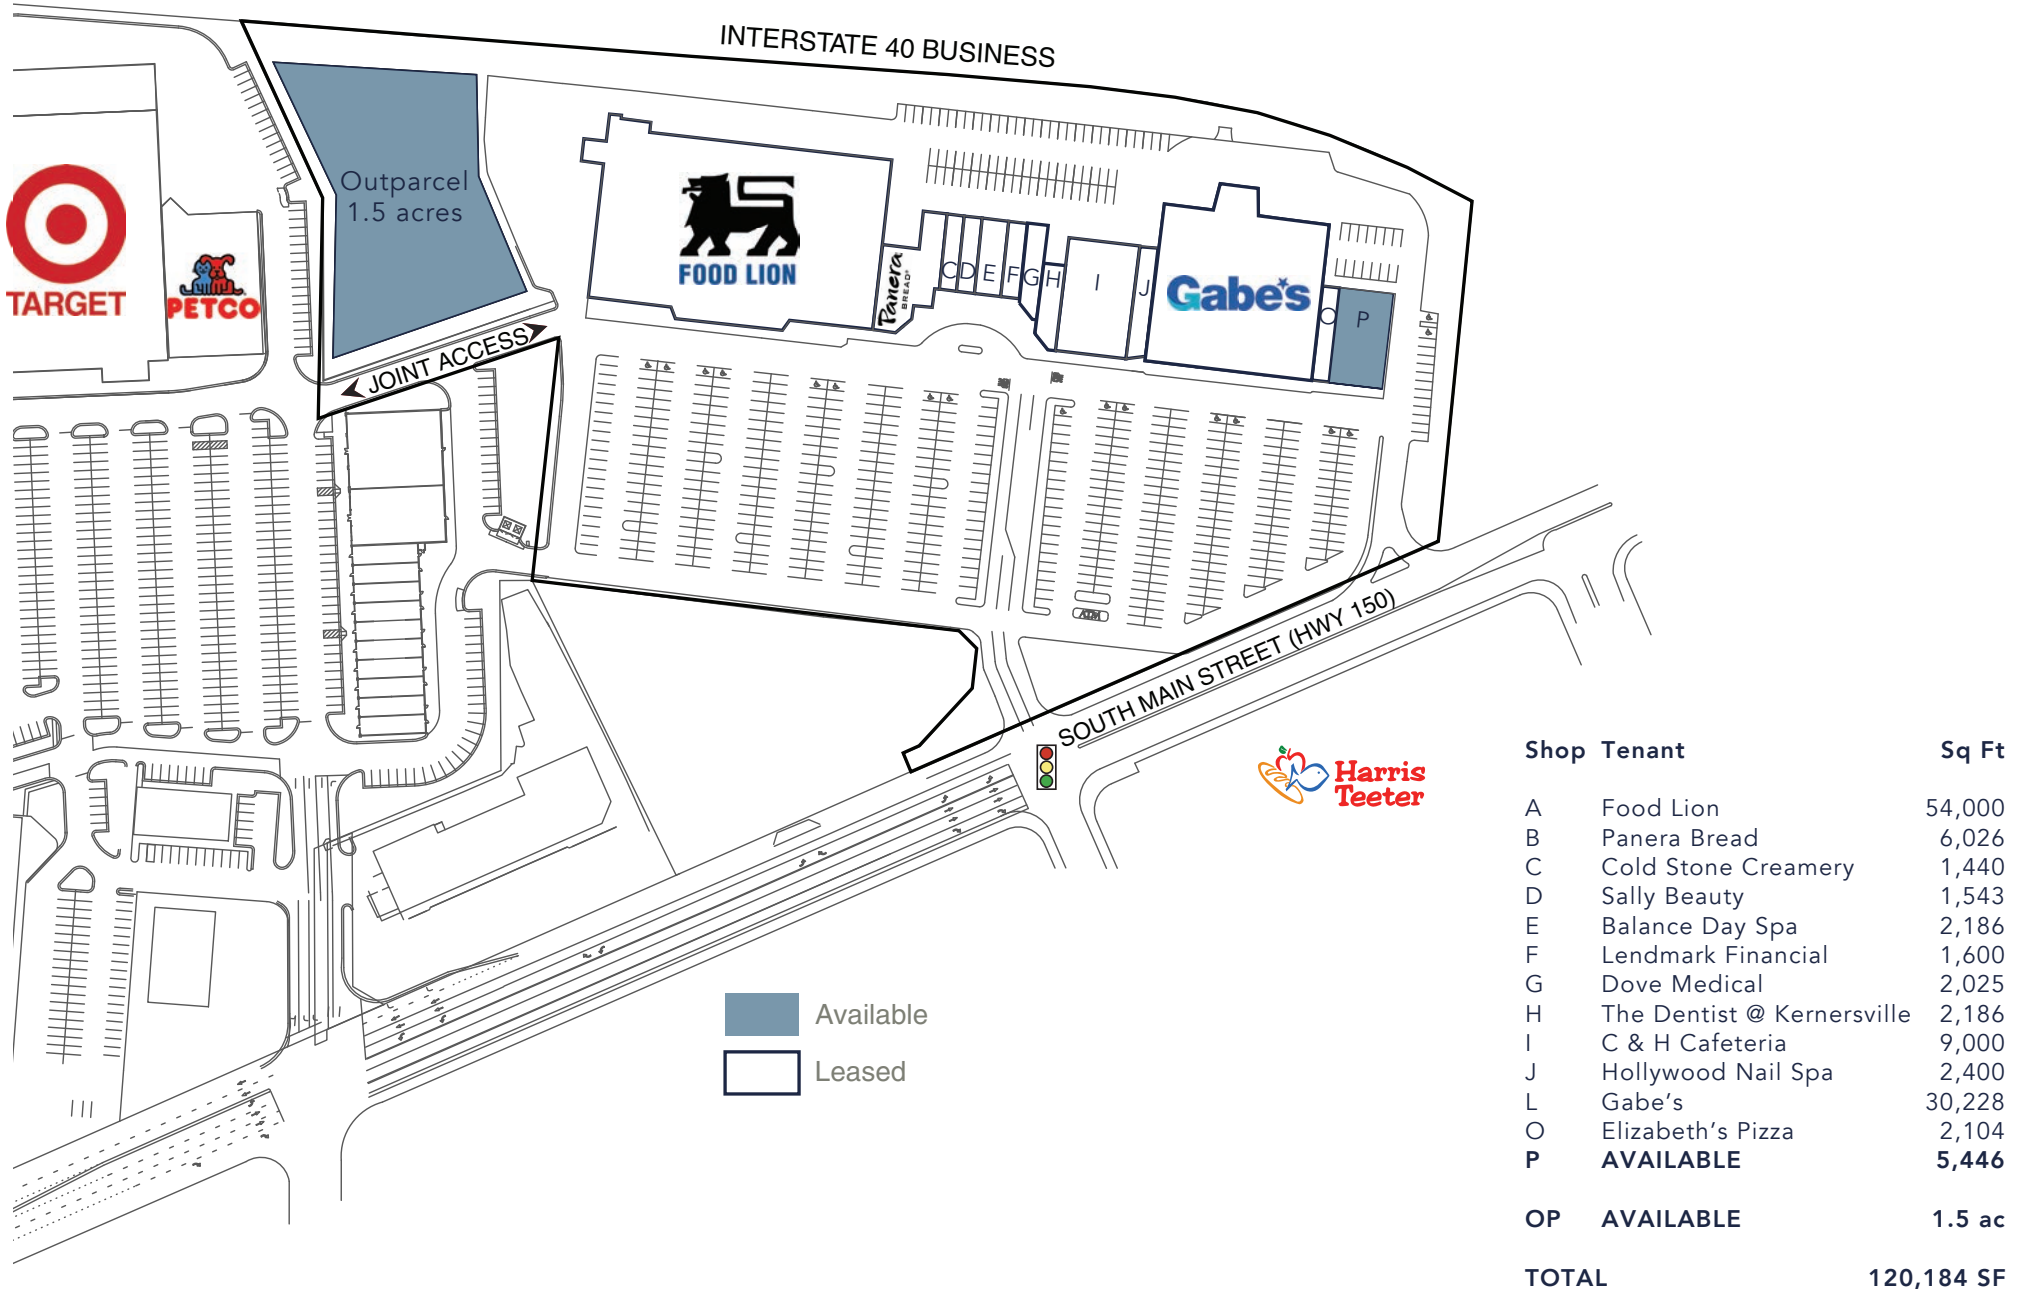 INTERSTATE 40 BUSINESS
Outparcel
1.5 acres
TARGET
PETCO
FOOD LION
Panera
BREAD
C
D
E
F
G
H
I
J
Gabe's
O
P
JOINT ACCESS
ATM
SOUTH MAIN STREET (HWY 150)
Harris
Teeter
Available
Leased
Shop Tenant Sq Ft
A Food Lion 54,000
B Panera Bread 6,026
C Cold Stone Creamery 1,440
D Sally Beauty 1,543
E Balance Day Spa 2,186
F Lendmark Financial 1,600
G Dove Medical 2,025
H The Dentist @ Kernersville 2,186
I C & H Cafeteria 9,000
J Hollywood Nail Spa 2,400
L Gabe’s 30,228
O Elizabeth’s Pizza 2,104
P AVAILABLE 5,446
OP AVAILABLE 1.5 ac
TOTAL 120,184 SF